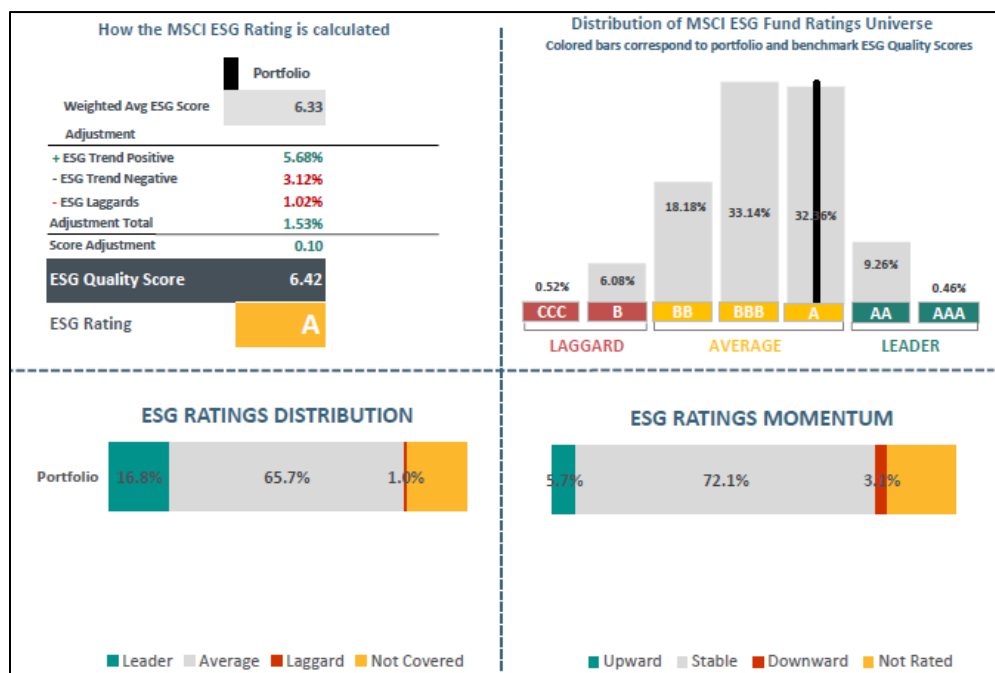 How the MSCI ESG Rating is calculated
Portfolio
Weighted Avg ESG Score 6.33
Adjustment
+ ESG Trend Positive 5.68%
- ESG Trend Negative 3.12%
- ESG Laggards 1.02%
Adjustment Total 1.53%
Score Adjustment 0.10
ESG Quality Score 6.42
ESG Rating A
Distribution of MSCI ESG Fund Ratings Universe
Colored bars correspond to portfolio and benchmark ESG Quality Scores
0.52% 6.08% 18.18% 33.14% 32.36% 9.26% 0.46%
CCC B BB BBB A AA AAA
LAGGARD AVERAGE LEADER
ESG RATINGS DISTRIBUTION
Portfolio 16.8% 65.7% 1.0%
Leader Average Laggard Not Covered
ESG RATINGS MOMENTUM
5.7% 72.1% 3.1%
Upward Stable Downward Not Rated